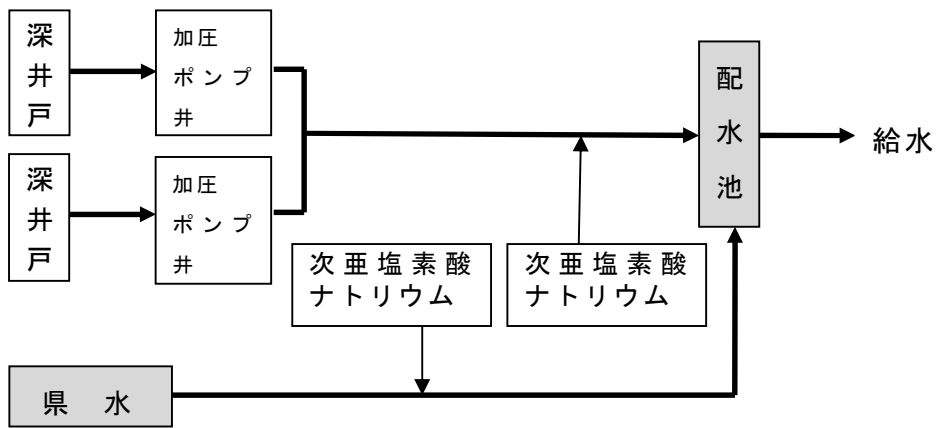 深井戸
加圧
ポンプ
井
配水池
給水
深井戸
加圧
ポンプ
井
次亜塩素酸
ナトリウム
次亜塩素酸
ナトリウム
県 水